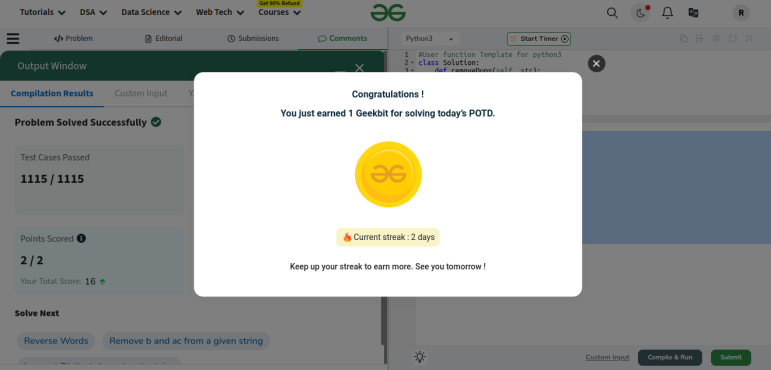 Get 90% Refund
Tutorials DSA Data Science Web Tech Courses
R
</> Problem Editorial Submissions Comments
Python3 Start Timer
Output Window
1 #User function Template for python3
2 class Solution:
3 def removeDups(self, str):
Compilation Results Custom Input Y.
Problem Solved Successfully
Test Cases Passed
1115 / 1115
Points Scored
2 / 2
Your Total Score: 16
Solve Next
Reverse Words Remove b and ac from a given string
Congratulations !
You just earned 1 Geekbit for solving today's POTD.
Current streak : 2 days
Keep up your streak to earn more. See you tomorrow !
Custom Input Compile & Run Submit